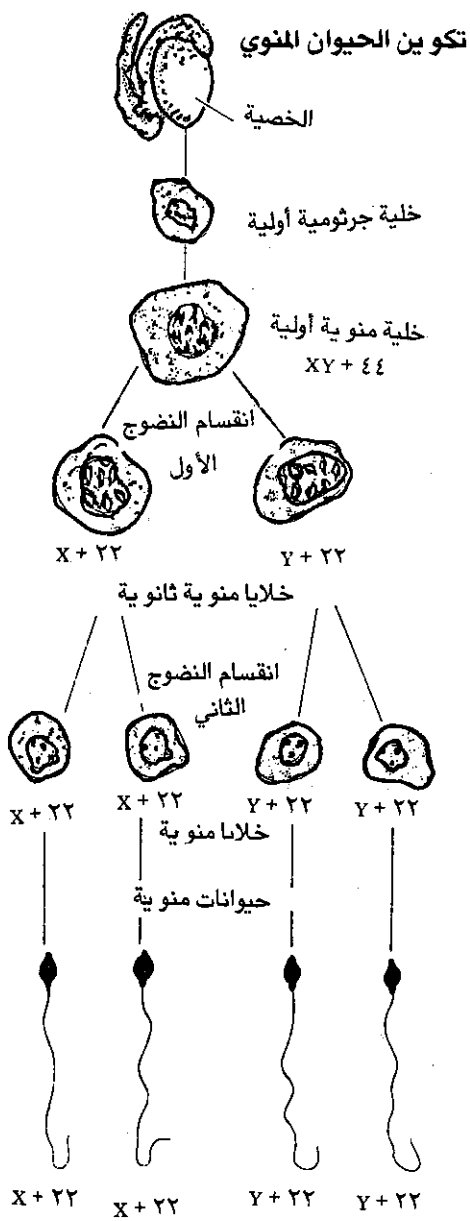 تكوين الحيوان المنوي
الخصية
خلية جرثومية أولية
خلية منوية أولية
XY + ٤٤
انقسام النضوج
الأول
X + ٢٢
Y + ٢٢
خلايا منوية ثانوية
انقسام النضوج
الثاني
X + ٢٢
X + ٢٢
Y + ٢٢
Y + ٢٢
خلايا منوية
حيوانات منوية
X + ٢٢
X + ٢٢
Y + ٢٢
Y + ٢٢